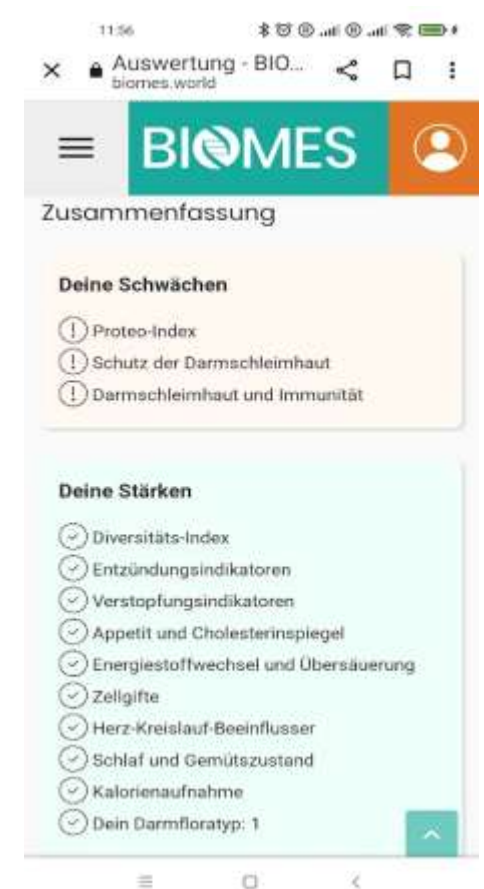 11:56
Auswertung - BIO...
biomes.world
BIOMES
Zusammenfassung
Deine Schwächen
Proteo-Index
Schutz der Darmschleimhaut
Darmschleimhaut und Immunität
Deine Stärken
Diversitäts-Index
Entzündungsindikatoren
Verstopfungsindikatoren
Appetit und Cholesterinspiegel
Energiestoffwechsel und Übersäuerung
Zellgifte
Herz-Kreislauf-Beeinflusser
Schlaf und Gemütszustand
Kalorienaufnahme
Dein Darmfloratyp: 1